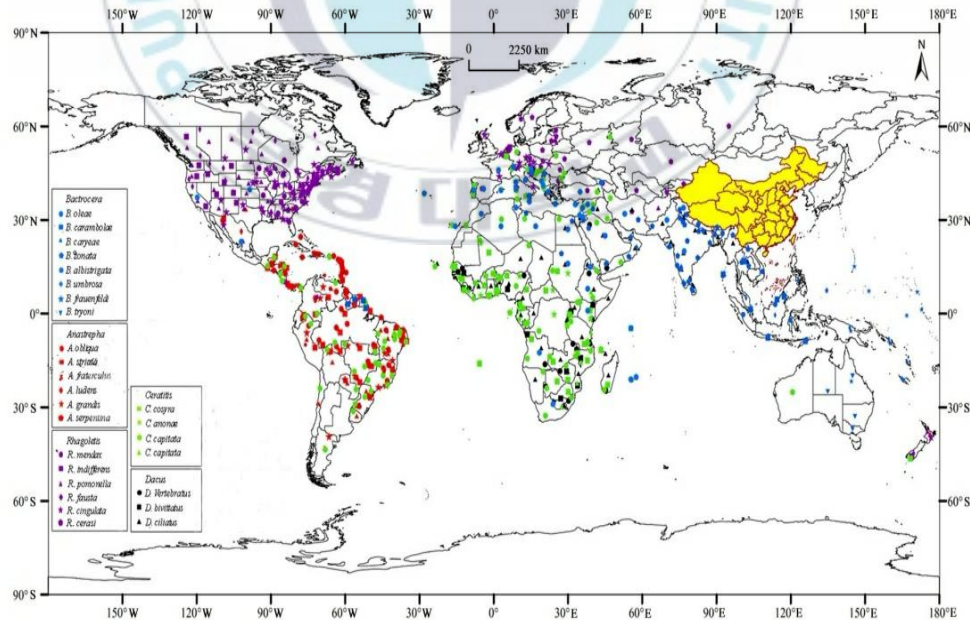 150°W 120°W 90°W 60°W 30°W 0° 30°E 60°E 90°E 120°E 150°E 180°E
90°N
0 2250 km
N
60°N 60°N
30°N 30°N
Bactrocera
B. oleae
B. carambolae
B. caryeae
B. zonata
B. albistrigata
B. umbrosa
B. frauenfeldi
B. tryoni
0° 0°
Anastrepha
A. obliqua
A. striata
A. fraterculus
A. ludens
A. grandis
A. serpentina
Ceratitis
C. cosyra
C. anonae
C. capitata
C. capitata
30°S 30°S
Rhagoletis
R. mendax
R. indifferens
R. pomonella
R. fausta
R. cingulata
R. cerasi
Dacus
D. Vertebratus
D. bivittatus
D. ciliatus
60°S 60°S
90°S
150°W 120°W 90°W 60°W 30°W 0° 30°E 60°E 90°E 120°E 150°E 180°E